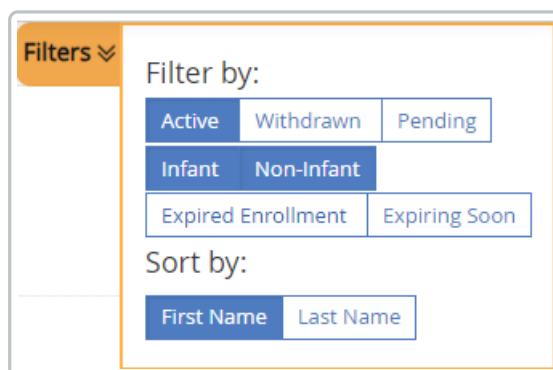 Filters
Filter by:
Active Withdrawn Pending
Infant Non-Infant
Expired Enrollment Expiring Soon
Sort by:
First Name Last Name